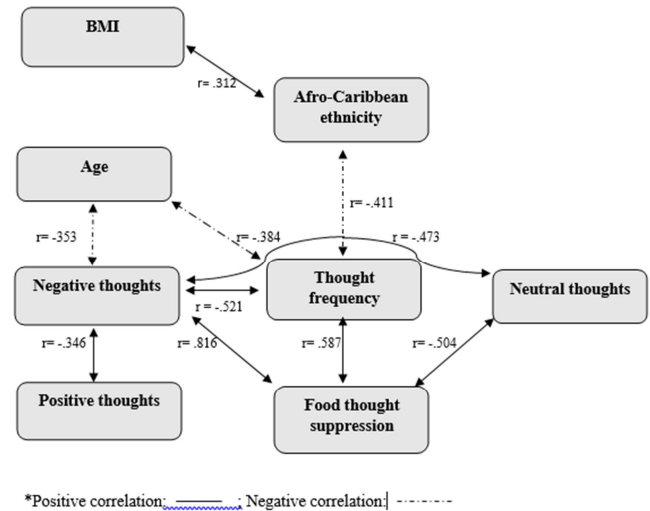 BMI
r= .312
Afro-Caribbean
ethnicity
Age
r= -.411
r= -353
r= -.384
r = -.473
Negative thoughts
Thought
frequency
Neutral thoughts
r = -.521
r= -.346
r= .816
r= .587
r= -.504
Positive thoughts
Food thought
suppression
*Positive correlation: ; Negative correlation: